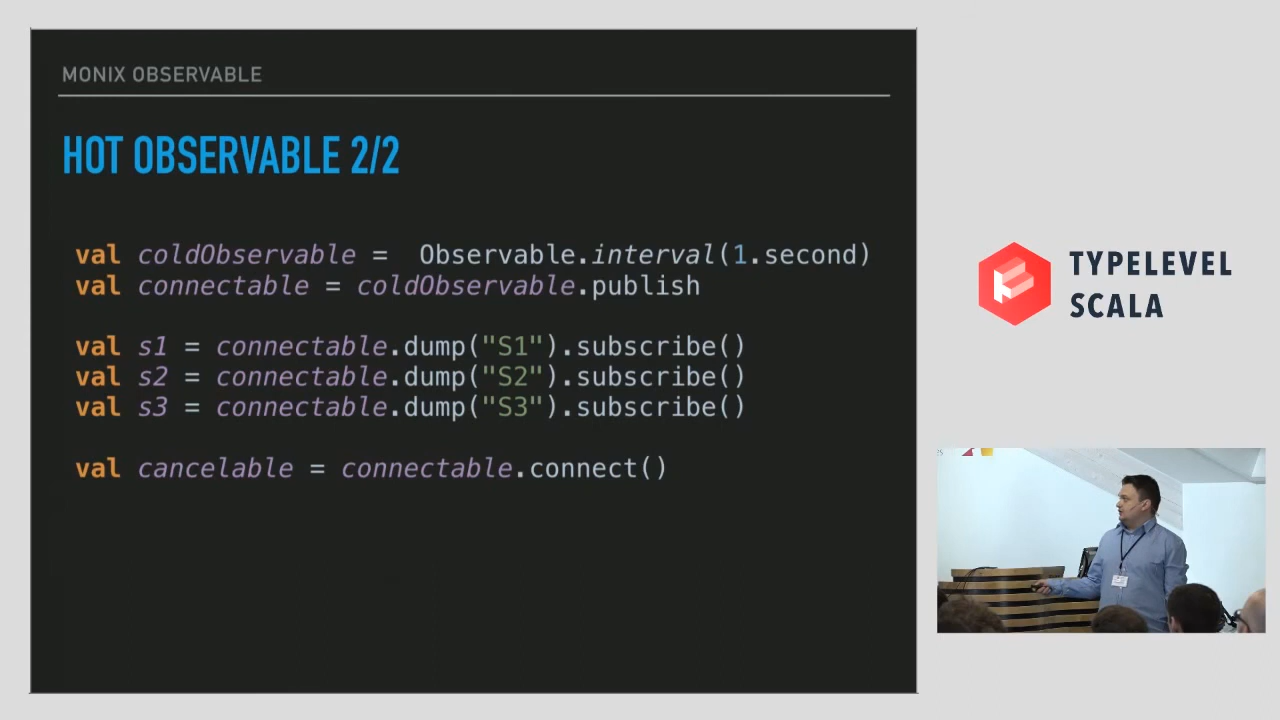 MONIX OBSERVABLE
HOT OBSERVABLE 2/2
val coldObservable =  Observable.interval(1.second)
val connectable = coldObservable.publish
val s1 = connectable.dump("S1").subscribe()
val s2 = connectable.dump("S2").subscribe()
val s3 = connectable.dump("S3").subscribe()
val cancelable = connectable.connect()
TYPELEVEL
SCALA